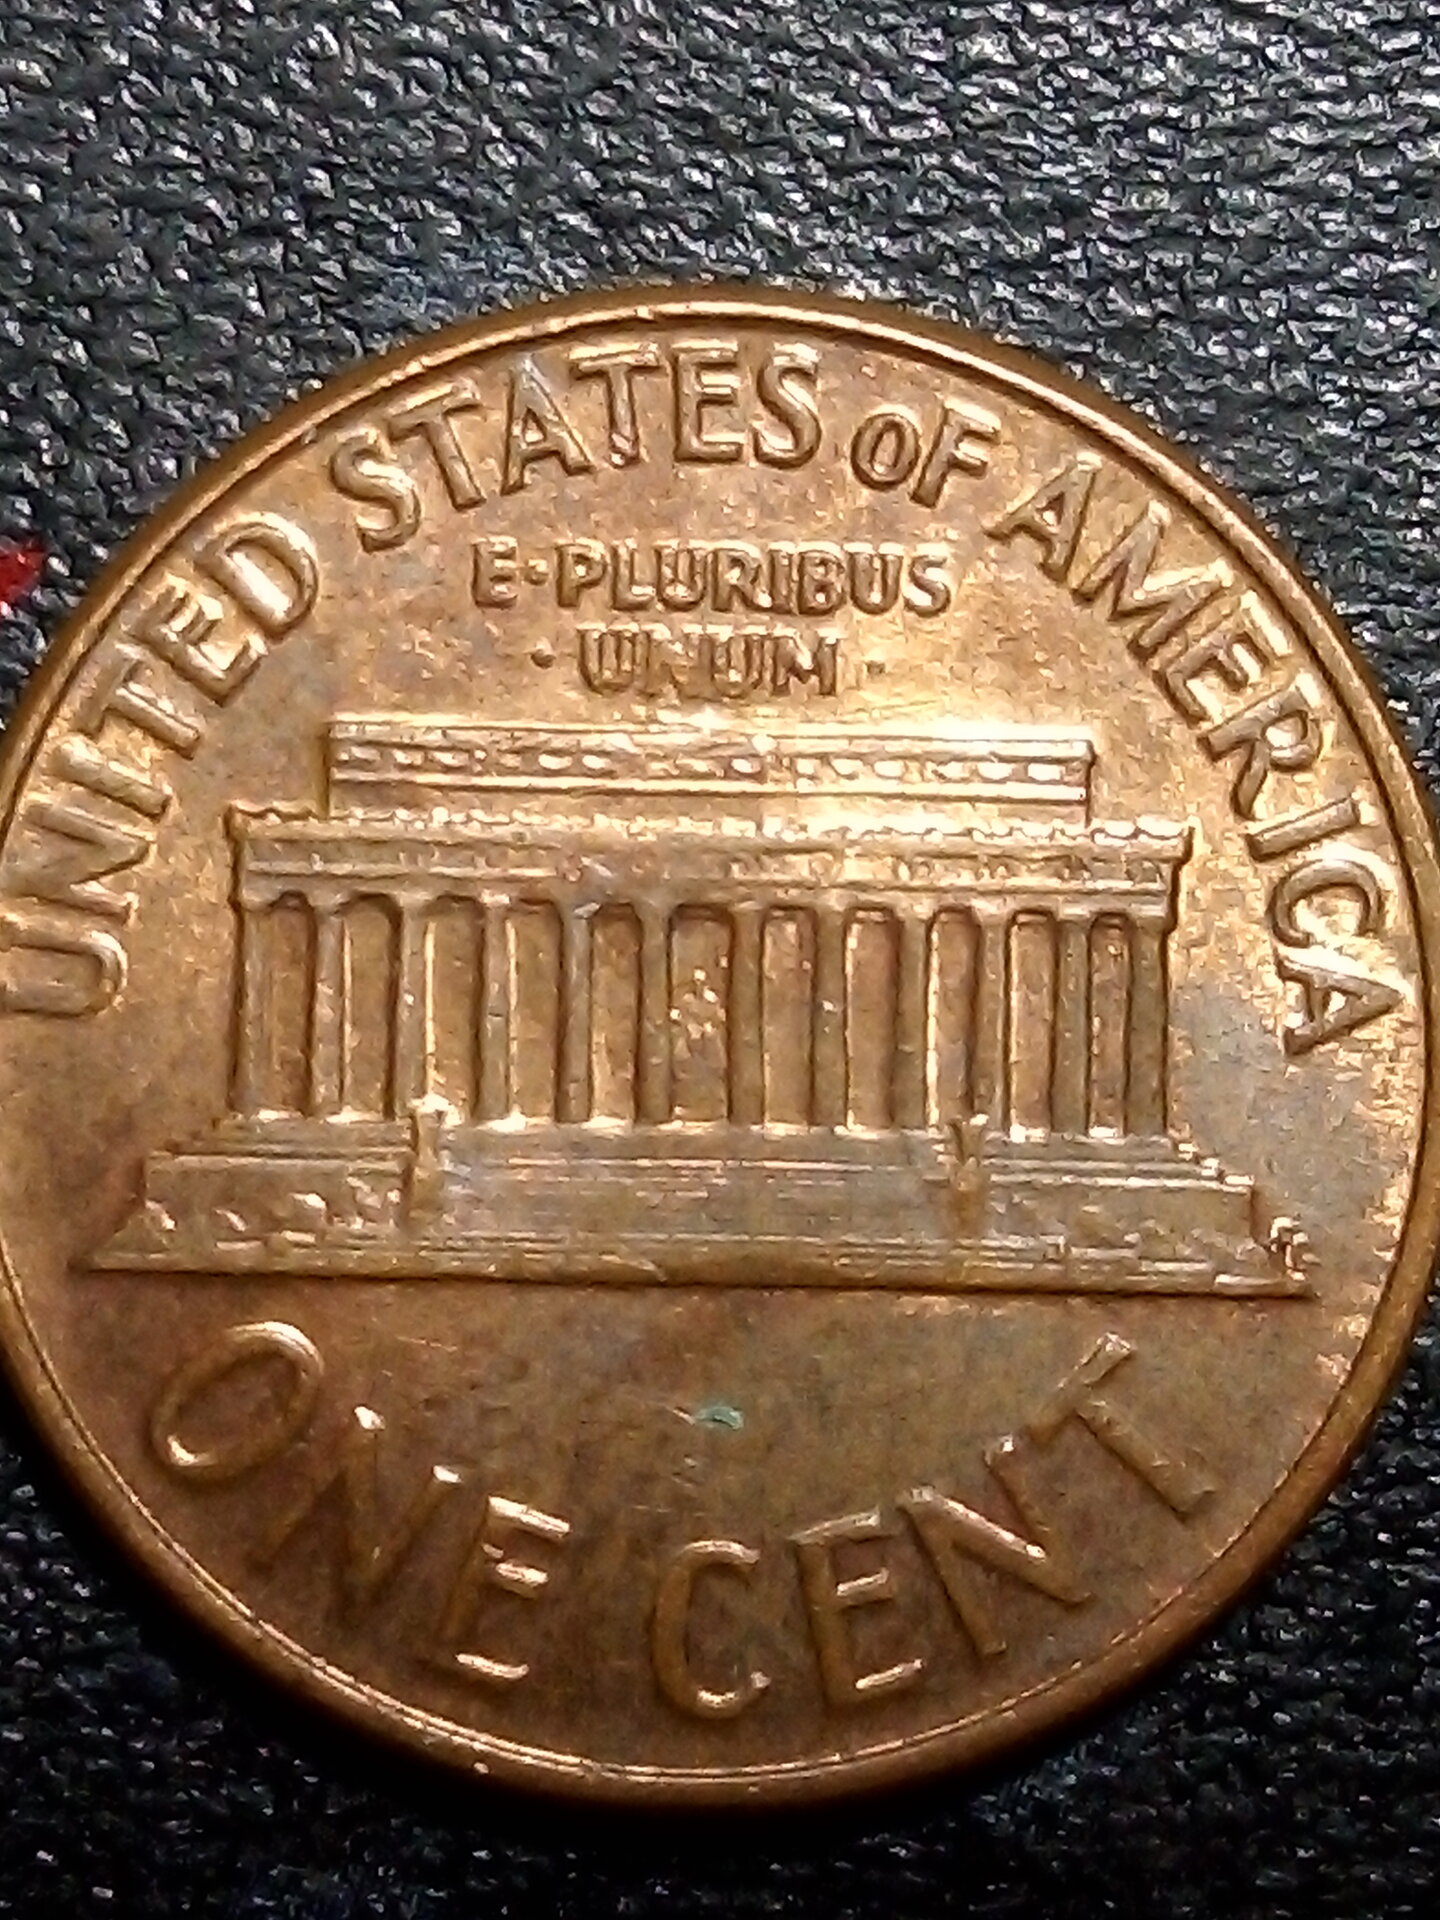 UNITED STATES OF AMERICA
E·PLURIBUS
·UNUM·
ONE CENT